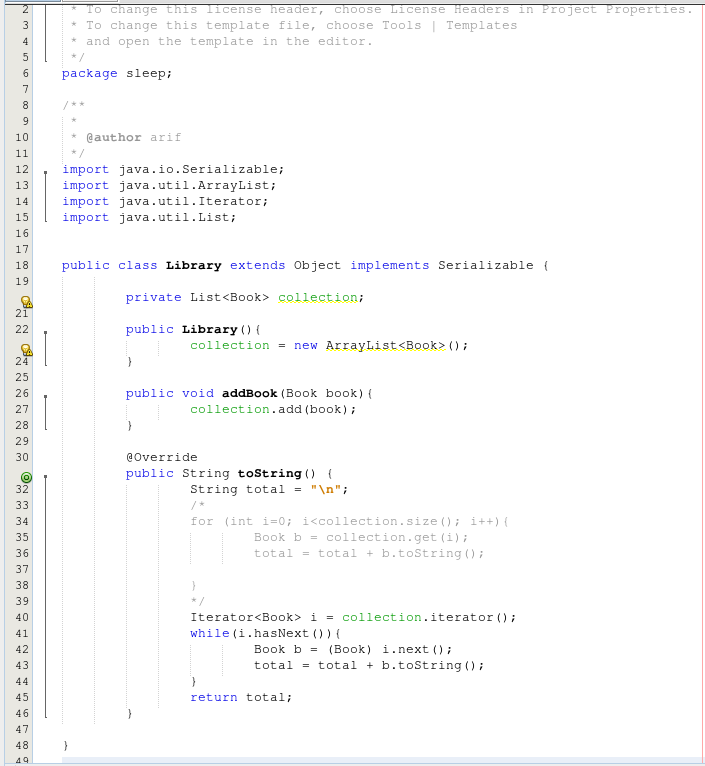 2 * To change this license header, choose License Headers in Project Properties.
3 * To change this template file, choose Tools | Templates
4 * and open the template in the editor.
5 */
6 package sleep;
7
8 /**
9 *
10 * @author arif
11 */
12 import java.io.Serializable;
13 import java.util.ArrayList;
14 import java.util.Iterator;
15 import java.util.List;
16
17
18 public class Library extends Object implements Serializable {
19
private List<Book> collection;
21
22 public Library(){
collection = new ArrayList<Book>();
24 }
25
26 public void addBook(Book book){
27 collection.add(book);
28 }
29
30 @Override
public String toString() {
32 String total = "\n";
33 /*
34 for (int i=0; i<collection.size(); i++){
35 Book b = collection.get(i);
36 total = total + b.toString();
37
38 }
39 */
40 Iterator<Book> i = collection.iterator();
41 while(i.hasNext()){
42 Book b = (Book) i.next();
43 total = total + b.toString();
44 }
45 return total;
46 }
47
48 }
49